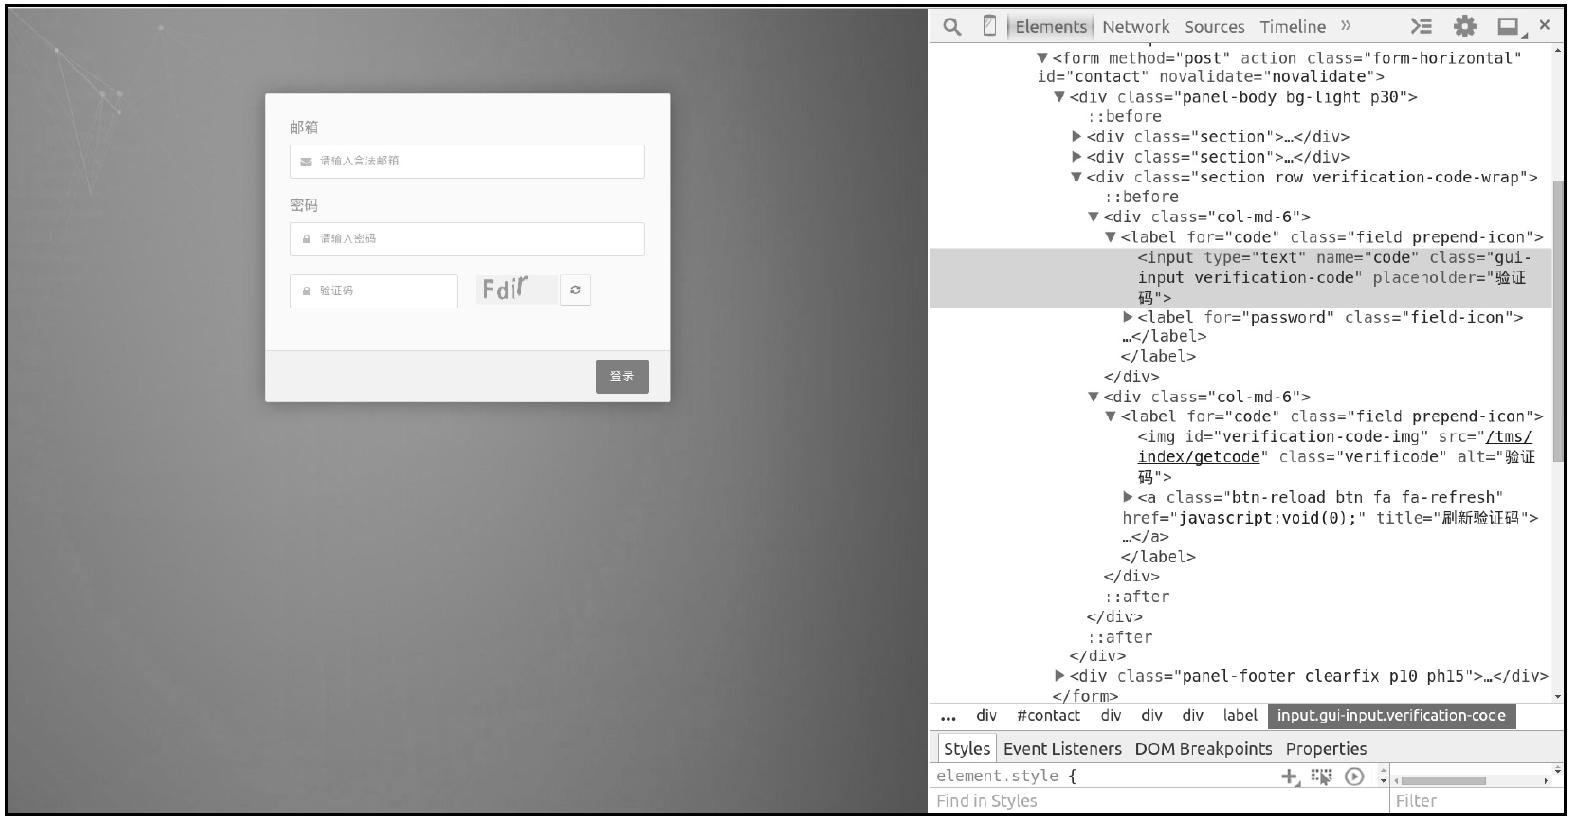 邮箱
请输入合法邮箱
密码
请输入密码
验证码
Fdir
登录
Elements Network Sources Timeline »
▼<form method="post" action class="form-horizontal"
id="contact" novalidate="novalidate">
▼<div class="panel-body bg-light p30">
::before
▶<div class="section">…</div>
▶<div class="section">…</div>
▼<div class="section row verification-code-wrap">
::before
▼<div class="col-md-6">
▼<label for="code" class="field prepend-icon">
<input type="text" name="code" class="gui-
input verification-code" placeholder="验证
码">
▶<label for="password" class="field-icon">
…</label>
</label>
</div>
▼<div class="col-md-6">
▼<label for="code" class="field prepend-icon">
<img id="verification-code-img" src="/tms/
index/getcode" class="verificode" alt="验证
码">
▶<a class="btn-reload btn fa fa-refresh"
href="javascript:void(0);" title="刷新验证码">
…</a>
</label>
</div>
::after
</div>
::after
</div>
▶<div class="panel-footer clearfix p10 ph15">…</div>
</form>
... div #contact div div div label input.gui-input.verification-code
Styles Event Listeners DOM Breakpoints Properties
element.style {
Find in Styles
Filter